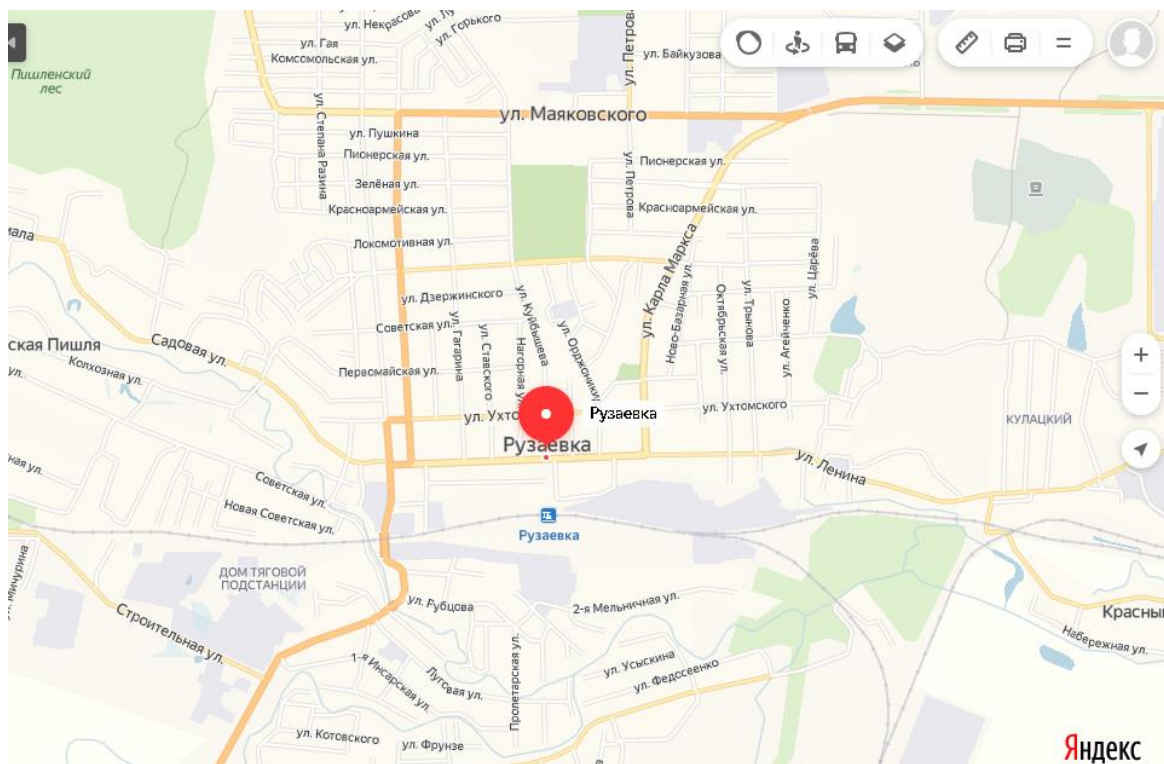 ул. Некрасова
ул. Горького
ул. Гая
Комсомольская ул.
ул. Петрова
ул. Байкузова
Пишленский
лес
ул. Степана Разина
ул. Маяковского
ул. Пушкина
Пионерская ул.
Пионерская ул.
ул. Петрова
Зелёная ул.
Красноармейская ул.
Красноармейская ул.
Локомотивная ул.
ул. Карла Маркса
ул. Царёва
ул. Дзержинского
ул. Куйбышева
Ново-Базарная ул.
Октябрьская ул.
ул. Трынова
ул. Агейченко
Советская ул.
ул. Гагарина
ул. Ставского
Нагорная ул.
Садовая ул.
ская Пишля
Колхозная ул.
Первомайская ул.
ул. Ухтомского
Рузаевка
КУЛАЦКИЙ
Рузаевка
ул. Ленина
Советская ул.
Новая Советская ул.
Рузаевка
ул. Мичурина
ДОМ ТЯГОВОЙ
ПОДСТАНЦИИ
ул. Рубцова
2-я Мельничная ул.
Строительная ул.
Красный
Набережная ул.
1-я Инсарская ул.
Луговая ул.
Пролетарская ул.
ул. Усыскина
ул. Федосеенко
ул. Котовского
ул. Фрунзе
Яндекс